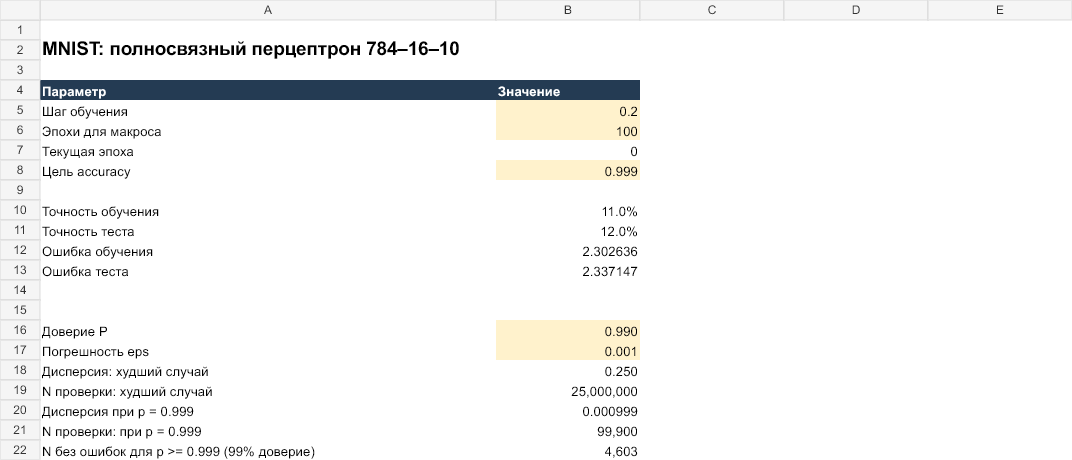 A B C D E
1
2 MNIST: полносвязный перцептрон 784–16–10
3
4 Параметр Значение
5 Шаг обучения 0.2
6 Эпохи для макроса 100
7 Текущая эпоха 0
8 Цель accuracy 0.999
9
10 Точность обучения 11.0%
11 Точность теста 12.0%
12 Ошибка обучения 2.302636
13 Ошибка теста 2.337147
14
15
16 Доверие P 0.990
17 Погрешность eps 0.001
18 Дисперсия: худший случай 0.250
19 N проверки: худший случай 25,000,000
20 Дисперсия при p = 0.999 0.000999
21 N проверки: при p = 0.999 99,900
22 N без ошибок для p >= 0.999 (99% доверие) 4,603